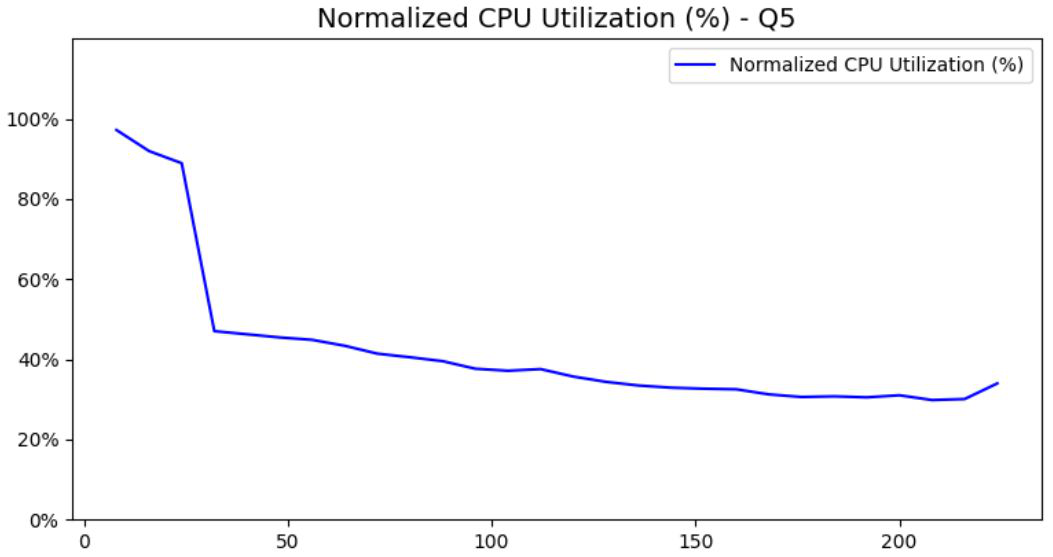 Normalized CPU Utilization (%) - Q5
Normalized CPU Utilization (%)
100%
80%
60%
40%
20%
0%
0 50 100 150 200